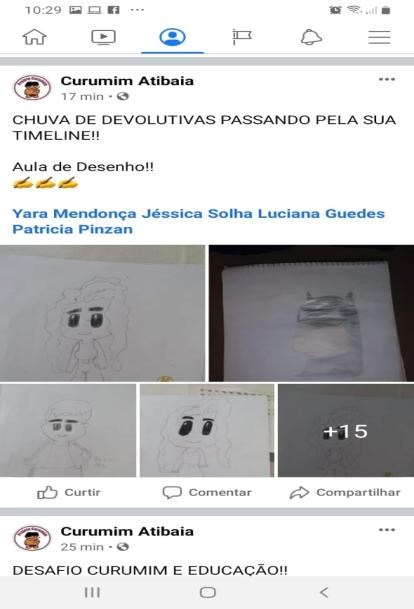 10:29
Curumim Atibaia
17 min
CHUVA DE DEVOLUTIVAS PASSANDO PELA SUA
TIMELINE!!
Aula de Desenho!!
✍✍✍
Yara Mendonça Jéssica Solha Luciana Guedes
Patricia Pinzan
+15
Curtir
Comentar
Compartilhar
Curumim Atibaia
25 min
DESAFIO CURUMIM E EDUCAÇÃO!!